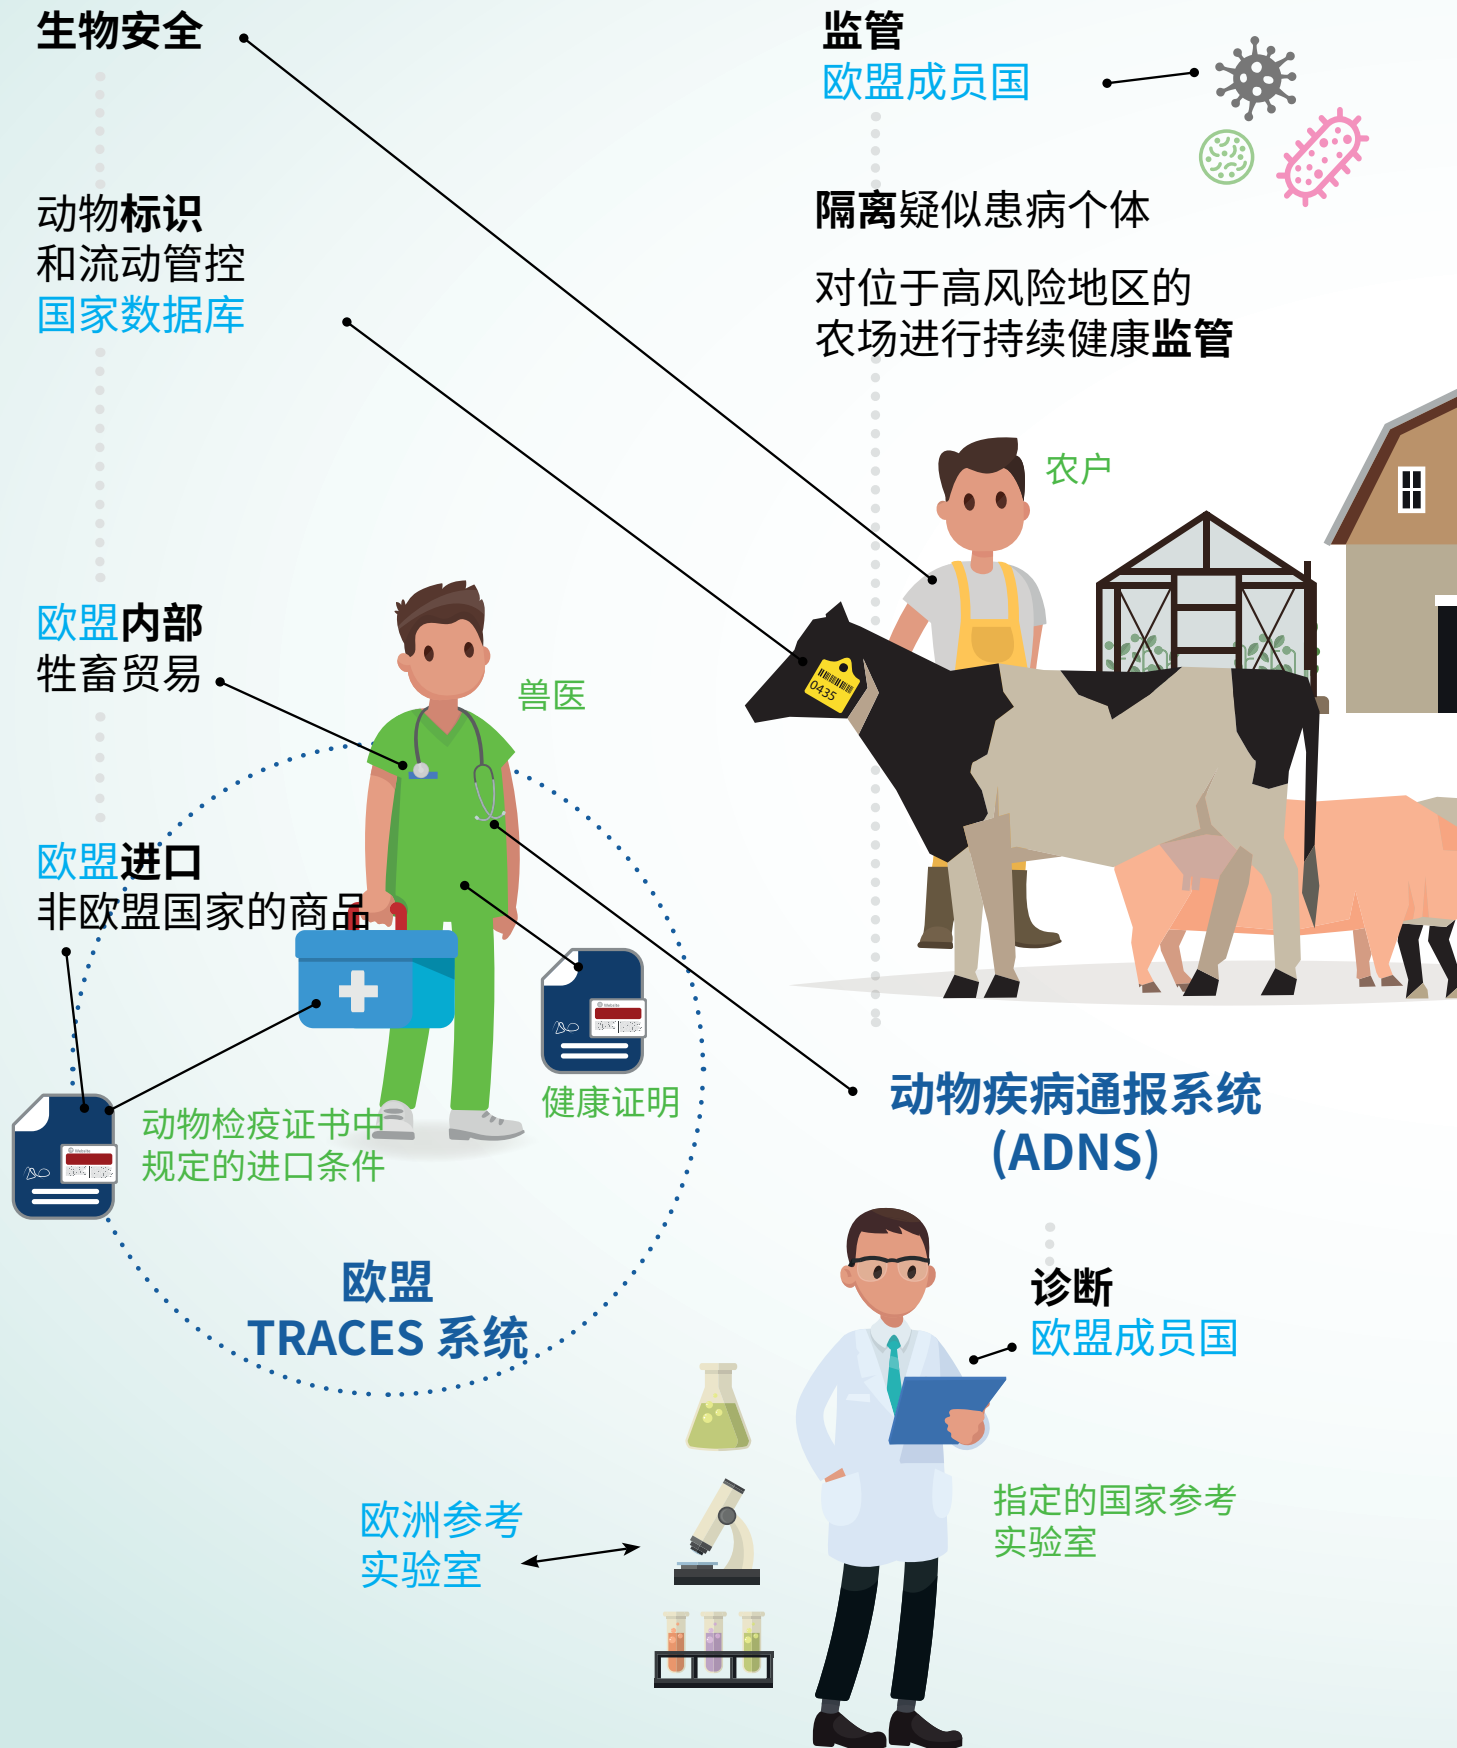 生物安全
动物标识
和流动管控
国家数据库
欧盟内部
牲畜贸易
欧盟进口
非欧盟国家的商品
兽医
健康证明
动物检疫证书中
规定的进口条件
欧盟
TRACES 系统
监管
欧盟成员国
隔离疑似患病个体
对位于高风险地区的
农场进行持续健康监管
农户
0435
动物疾病通报系统
(ADNS)
诊断
欧盟成员国
指定的国家参考
实验室
欧洲参考
实验室